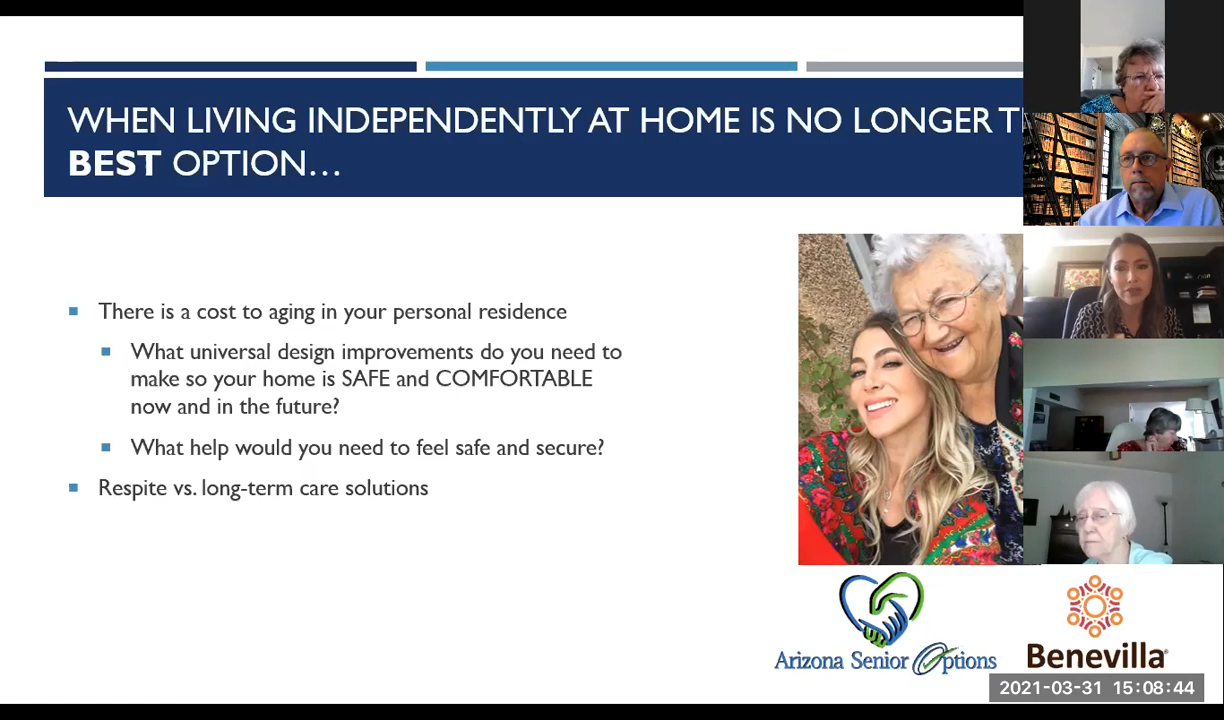 WHEN LIVING INDEPENDENTLY AT HOME IS NO LONGER T
BEST OPTION…
There is a cost to aging in your personal residence
What universal design improvements do you need to
make so your home is SAFE and COMFORTABLE
now and in the future?
What help would you need to feel safe and secure?
Respite vs. long-term care solutions
Arizona Senior Options
Benevilla
2021-03-31 15:08:44